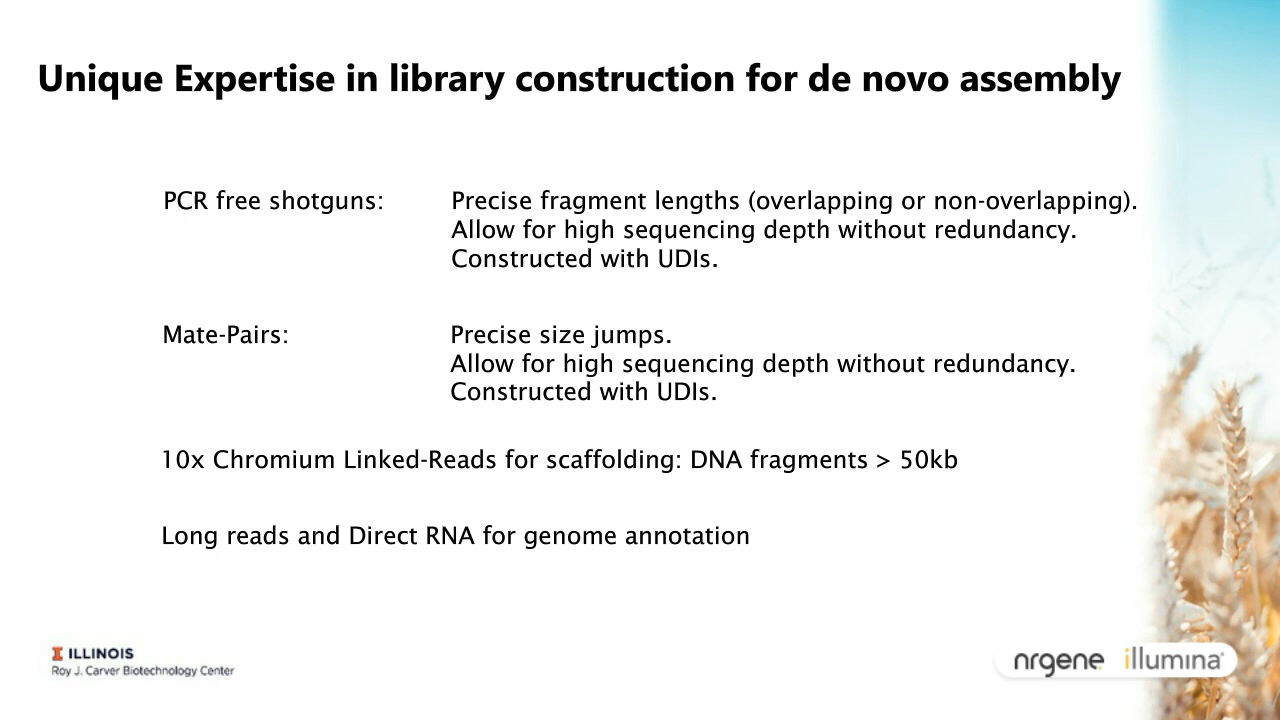 Unique Expertise in library construction for de novo assembly
PCR free shotguns: Precise fragment lengths (overlapping or non-overlapping).
Allow for high sequencing depth without redundancy.
Constructed with UDIs.
Mate-Pairs: Precise size jumps.
Allow for high sequencing depth without redundancy.
Constructed with UDIs.
10x Chromium Linked-Reads for scaffolding: DNA fragments > 50kb
Long reads and Direct RNA for genome annotation
I ILLINOIS
Roy J. Carver Biotechnology Center
nrgene illumina®